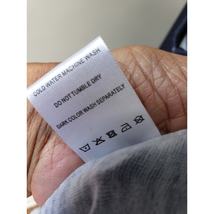 COLD WATER MACHINE WASH
DO NOT TUMBLE DRY
DARK COLOR WASH SEPARATELY